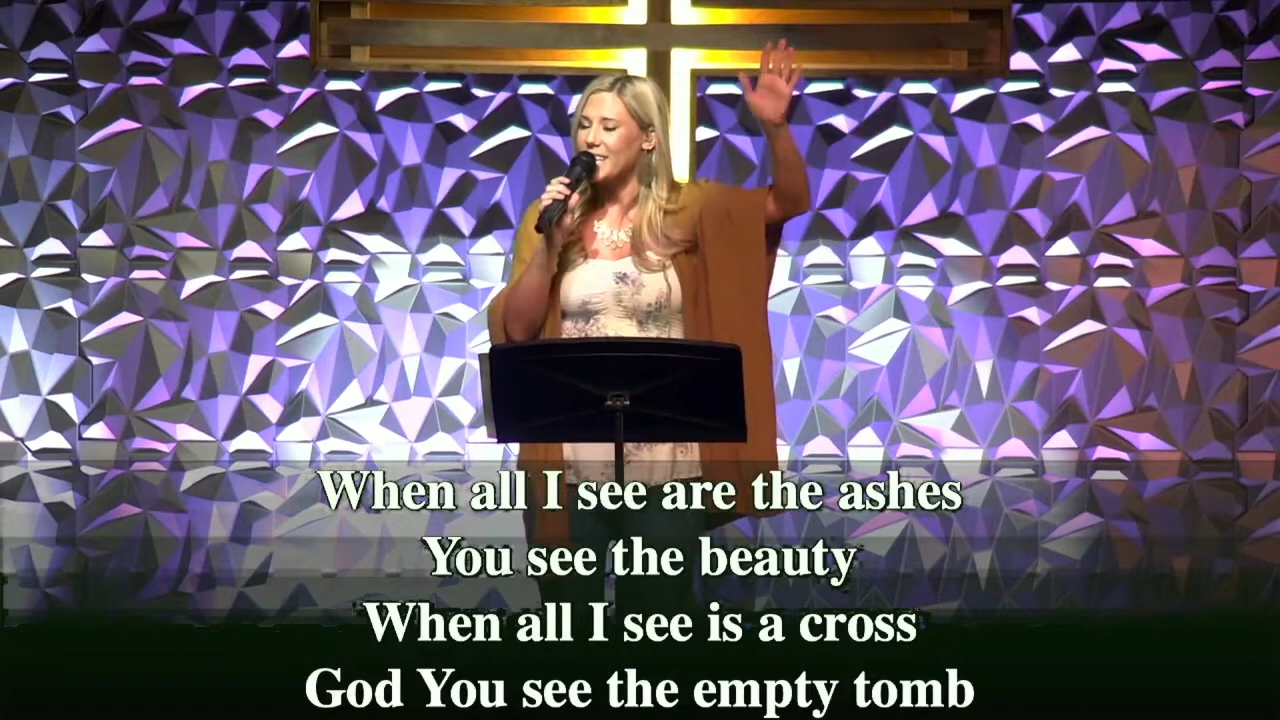 When all I see are the ashes
You see the beauty
When all I see is a cross
God You see the empty tomb